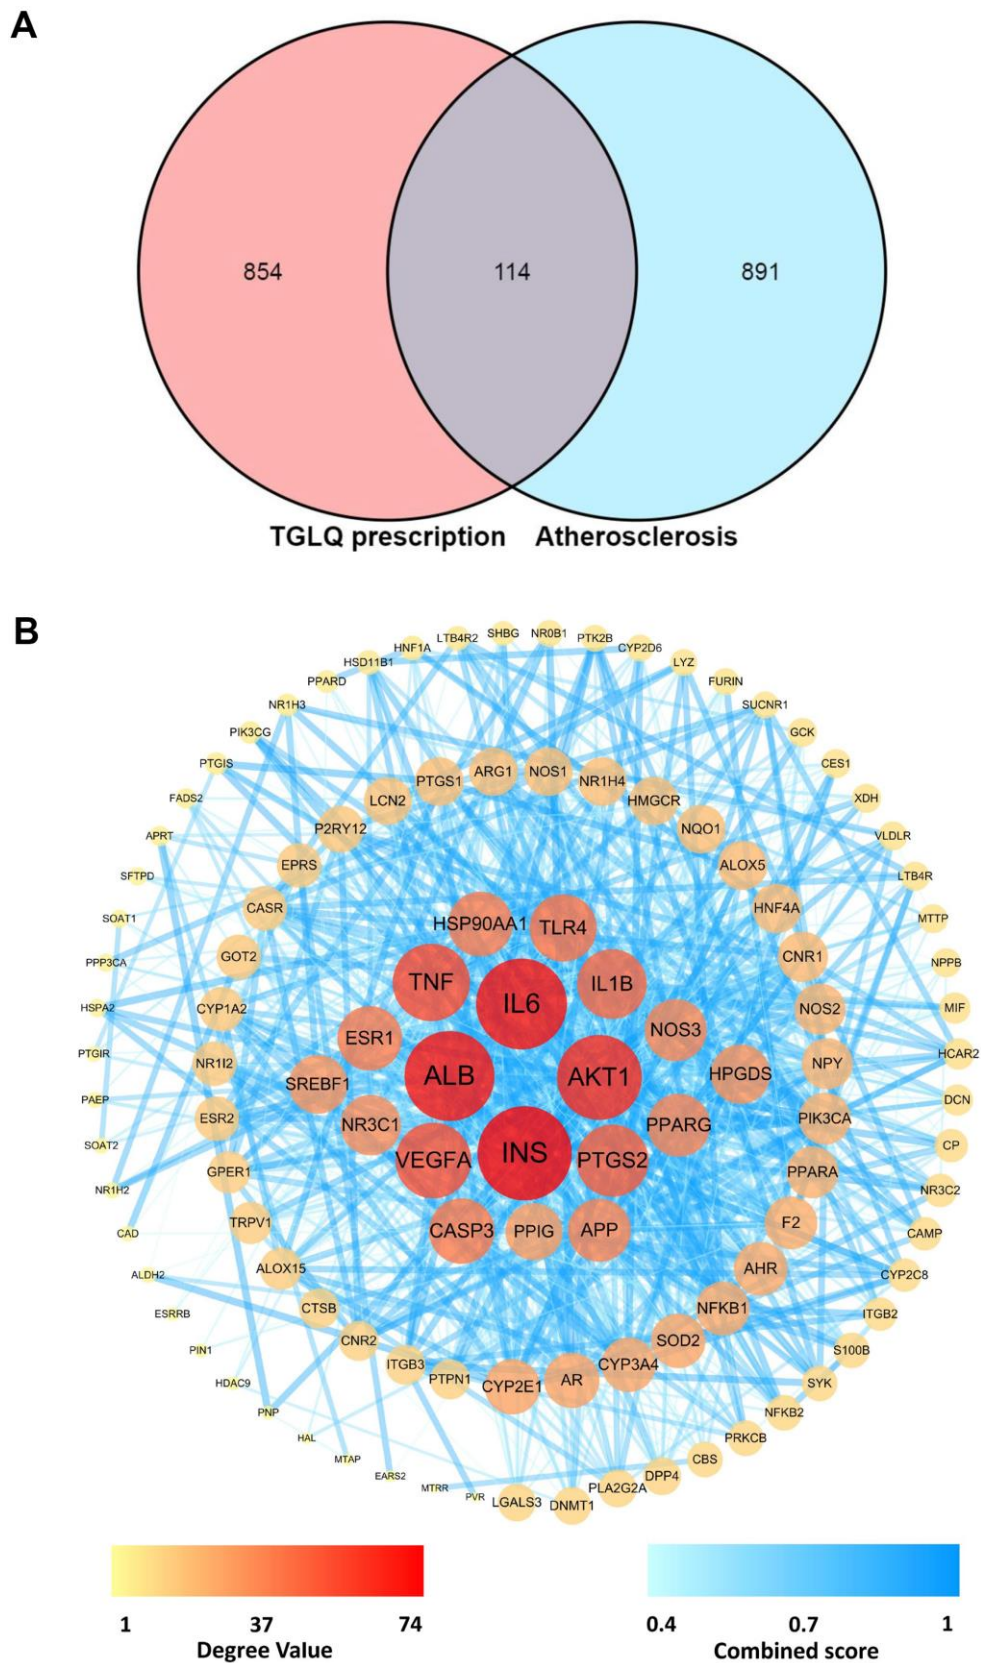 A
854
114
891
TGLQ prescription
Atherosclerosis
B
HNF1A
LTB4R2
SHBG
NR0B1
PTK2B
CYP2D6
HSD11B1
LYZ
PPARD
FURIN
NR1H3
SUCNR1
PIK3CG
GCK
PTGIS
CES1
FADS2
XDH
APRT
VLDLR
SFTPD
LTB4R
SOAT1
MTTP
PPP3CA
NPPB
HSPA2
MIF
PTGIR
HCAR2
PAEP
DCN
SOAT2
CP
NR1H2
NR3C2
CAD
CAMP
ALDH2
CYP2C8
ESRRB
ITGB2
PIN1
S100B
HDAC9
SYK
PNP
NFKB2
HAL
PRKCB
MTAP
CBS
EARS2
DPP4
MTRR
PLA2G2A
PVR
LGALS3
DNMT1
PTGS1
ARG1
NOS1
NR1H4
LCN2
HMGCR
P2RY12
NQO1
EPRS
ALOX5
CASR
HNF4A
GOT2
CNR1
CYP1A2
NOS2
NR1I2
NPY
ESR2
PIK3CA
GPER1
PPARA
TRPV1
F2
ALOX15
AHR
CTSB
NFKB1
CNR2
SOD2
ITGB3
CYP3A4
PTPN1
CYP2E1
AR
HSP90AA1
TLR4
TNF
IL6
IL1B
ESR1
NOS3
SREBF1
ALB
AKT1
HPGDS
NR3C1
PPARG
VEGFA
INS
PTGS2
CASP3
PPIG
APP
1
37
74
Degree Value
0.4
0.7
1
Combined score